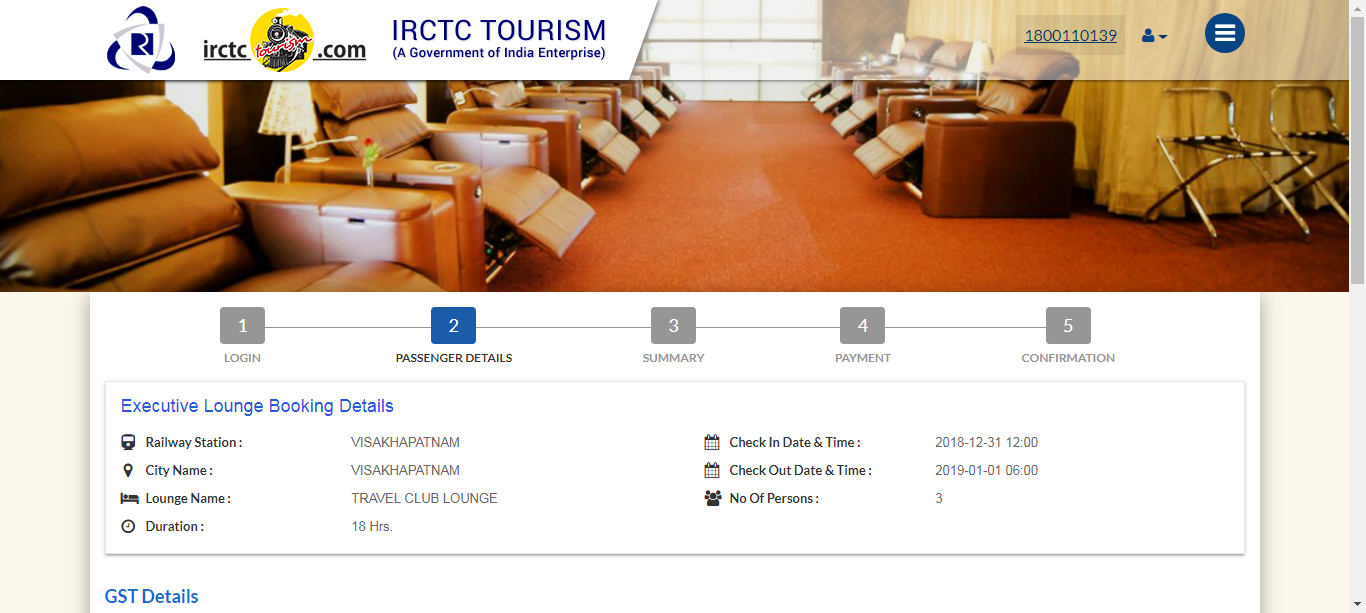 irctc tourism .com
IRCTC TOURISM
(A Government of India Enterprise)
1800110139
1 2 3 4 5
LOGIN PASSENGER DETAILS SUMMARY PAYMENT CONFIRMATION
Executive Lounge Booking Details
Railway Station : VISAKHAPATNAM Check In Date & Time : 2018-12-31 12:00
City Name : VISAKHAPATNAM Check Out Date & Time : 2019-01-01 06:00
Lounge Name : TRAVEL CLUB LOUNGE No Of Persons : 3
Duration : 18 Hrs.
GST Details